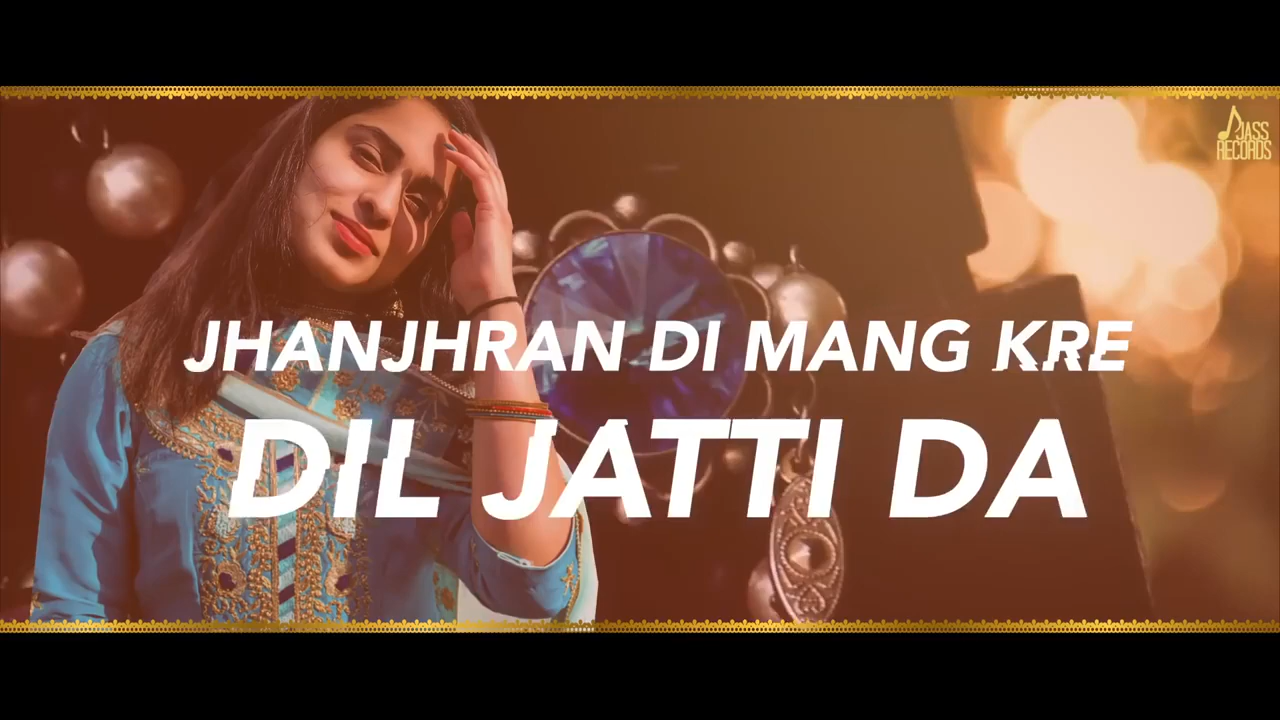 JASS
RECORDS
JHANJHRAN DI MANG KRE
DIL JATTI DA